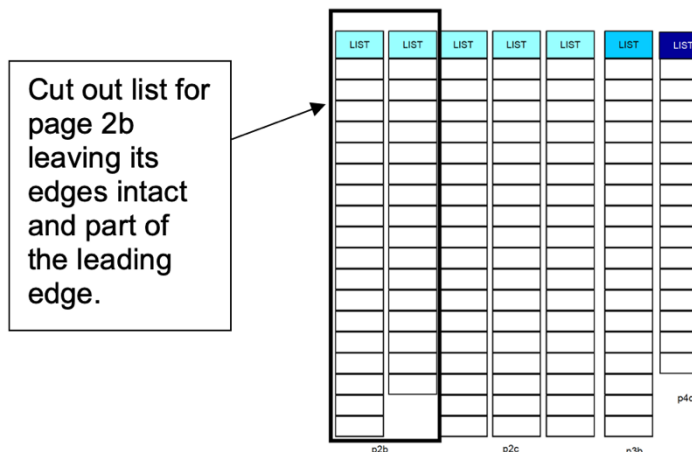 LIST LIST LIST LIST LIST LIST LIST
Cut out list for
page 2b
leaving its
edges intact
and part of
the leading
edge.
p4c
p2b p2c p3b